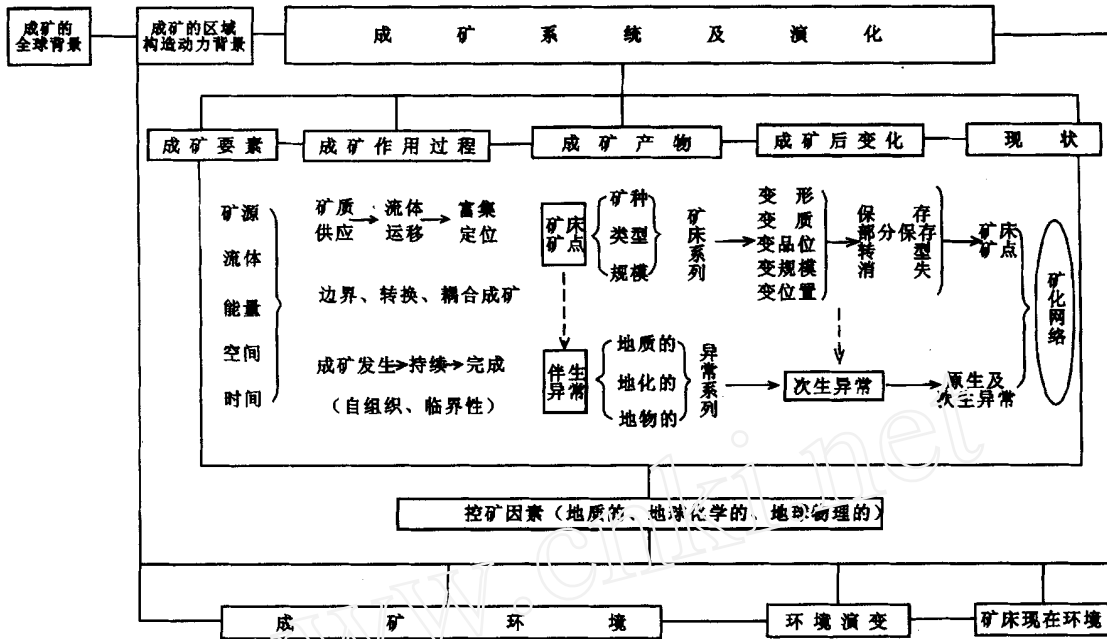 成矿的
全球背景
成矿的区域
构造动力背景
成矿系统及演化
成矿要素
成矿作用过程
成矿产物
成矿后变化
现状
矿源
流体
能量
空间
时间
矿质
供应
流体
运移
富集
定位
边界、转换、耦合成矿
成矿发生→持续→完成
（自组织、临界性）
矿床
矿点
矿种
类型
规模
矿床系列
伴生
异常
地质的
地化的
地物的
异常系列
变形
变质
变品位
变规模
变位置
保存
部分保存
转型
消失
次生异常
矿床
矿点
原生及
次生异常
矿化网络
控矿因素（地质的、地球化学的、地球物理的）
成矿环境
环境演变
矿床现在环境
www.cnki.net